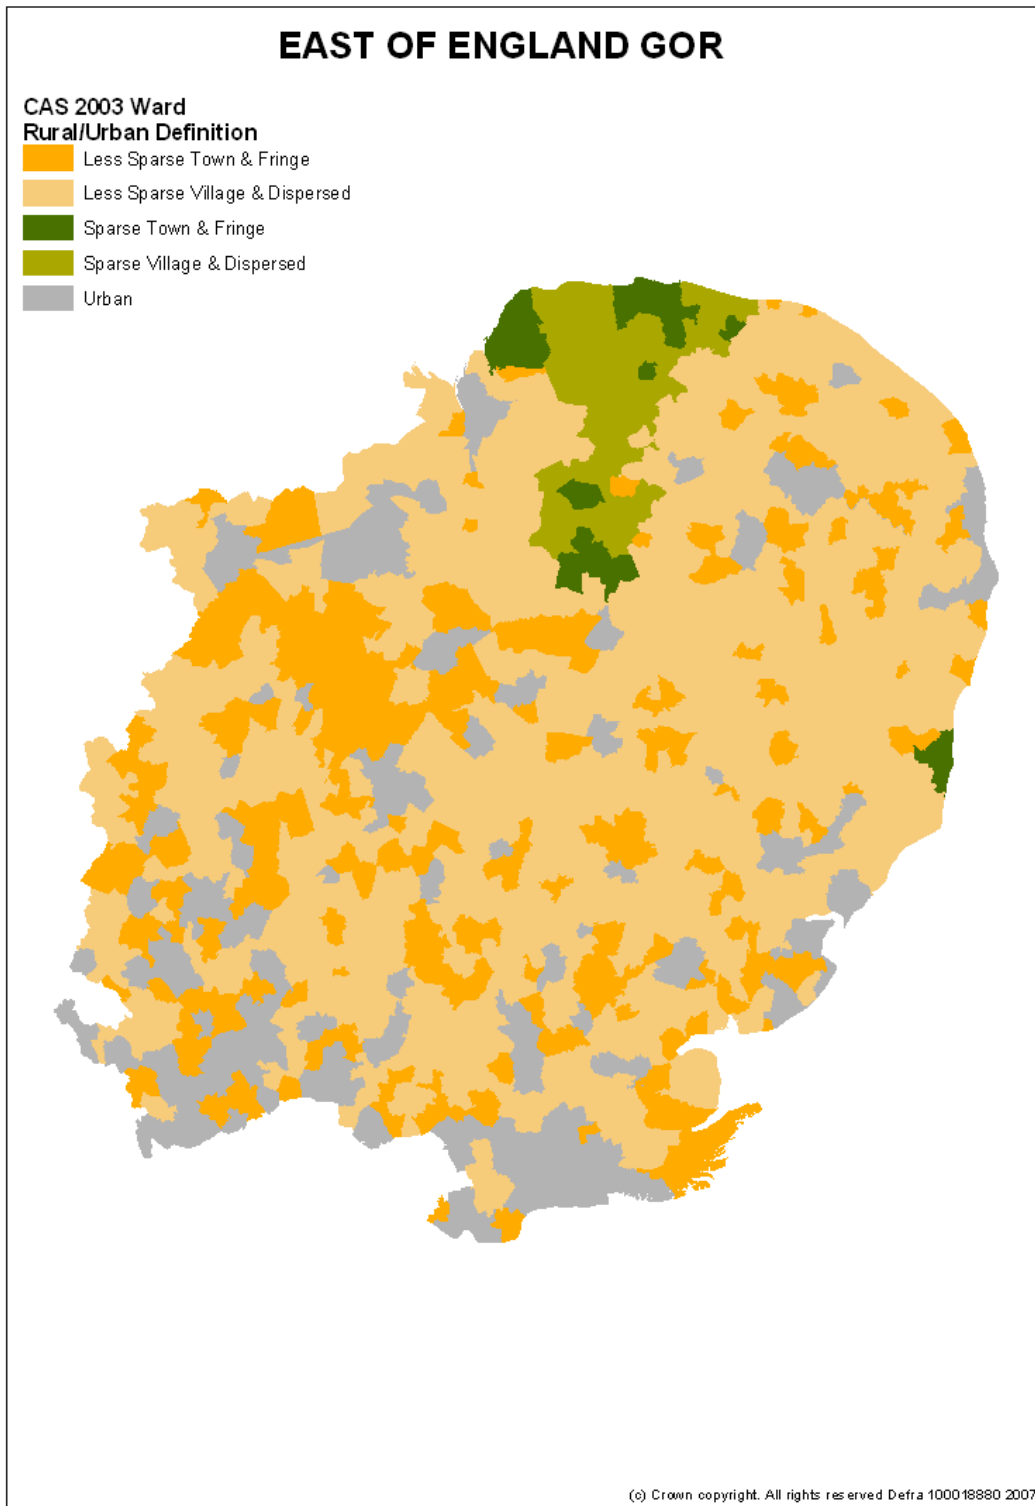 EAST OF ENGLAND GOR
CAS 2003 Ward
Rural/Urban Definition
Less Sparse Town & Fringe
Less Sparse Village & Dispersed
Sparse Town & Fringe
Sparse Village & Dispersed
Urban
(c) Crown copyright. All rights reserved Defra 100018880 2007